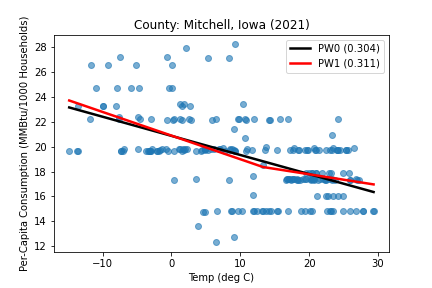 County: Mitchell, Iowa (2021)
Per-Capita Consumption (MMBtu/1000 Households)
28
26
24
22
20
18
16
14
12
PW0 (0.304)
PW1 (0.311)
−10
0
10
20
30
Temp (deg C)